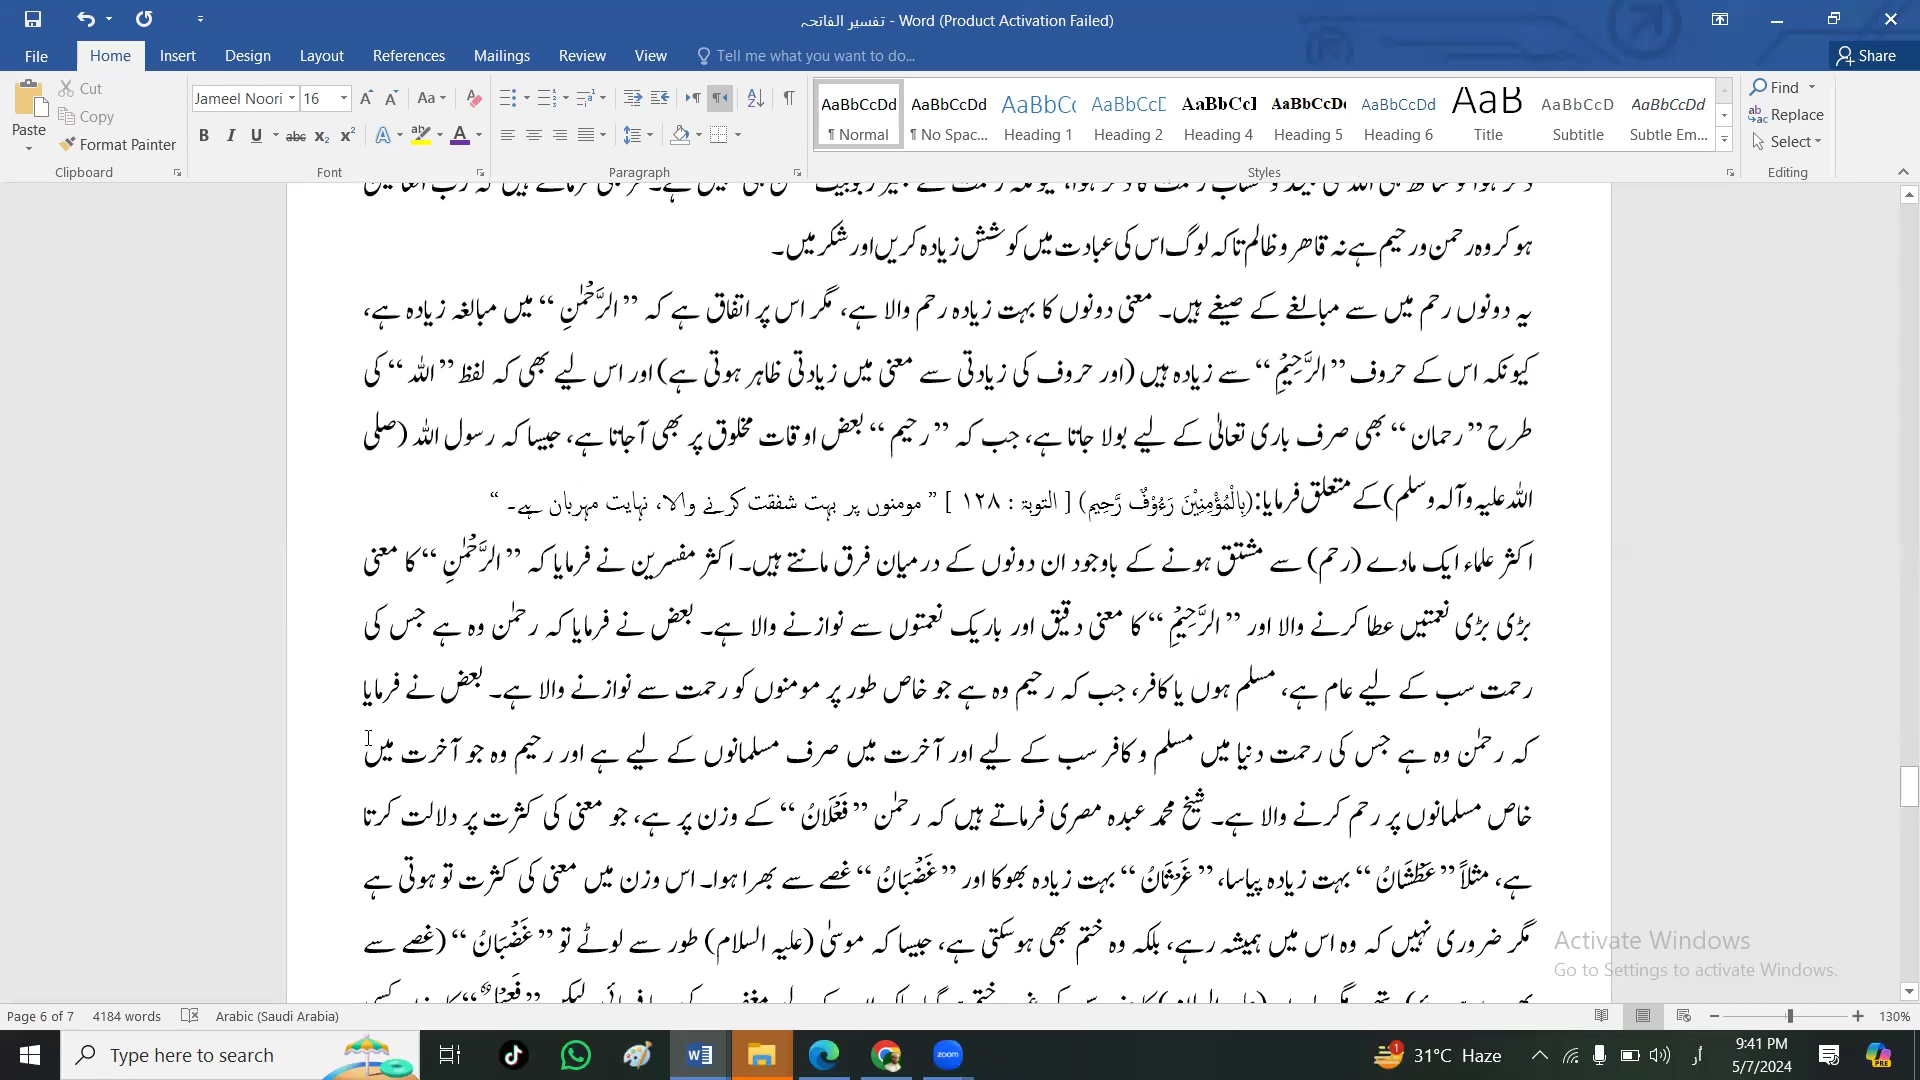 تفسیر الفاتحہ - Word (Product Activation Failed)
File Home Insert Design Layout References Mailings Review View Tell me what you want to do... Share
Paste Cut Copy Format Painter Clipboard
Jameel Noori 16 Font
Paragraph
AaBbCcDd ¶ Normal
AaBbCcDd ¶ No Spac...
AaBbCc Heading 1
AaBbCcD Heading 2
AaBbCcI Heading 4
AaBbCcDc Heading 5
AaBbCcDd Heading 6
AaB Title
AaBbCcD Subtitle
AaBbCcDd Subtle Em...
Styles
Find Replace Select Editing
ہو کر وہ رحمن ورحیم ہے نہ قاھر و ظالم تاکہ لوگ اس کی عبادت میں کوشش زیادہ کریں اور شکر میں۔
یہ دونوں رحم میں سے مبالغے کے صیغے ہیں۔ معنی دونوں کا بہت زیادہ رحم والا ہے، مگر اس پر اتفاق ہے کہ ” الرَّحْمٰنِ “ میں مبالغہ زیادہ ہے،
کیونکہ اس کے حروف ” الرَّحِيْمِ “ سے زیادہ ہیں (اور حروف کی زیادتی سے معنی میں زیادتی ظاہر ہوتی ہے) اور اس لیے بھی کہ لفظ ” اللہ “ کی
طرح ” رحمان “ بھی صرف باری تعالیٰ کے لیے بولا جاتا ہے، جب کہ ” رحیم “ بعض اوقات مخلوق پر بھی آجاتا ہے، جیسا کہ رسول اللہ (صلی
اللہ علیہ وآلہ وسلم) کے متعلق فرمایا: (بِالْمُؤْمِنِيْنَ رَءُوْفٌ رَّحِيم) [ التوبۃ : ١٢٨ ] ” مومنوں پر بہت شفقت کرنے والا، نہایت مہربان ہے۔ “
اکثر علماء ایک مادے (رحم) سے مشتق ہونے کے باوجود ان دونوں کے درمیان فرق مانتے ہیں۔ اکثر مفسرین نے فرمایا کہ ” الرَّحْمٰنِ “ کا معنی
بڑی بڑی نعمتیں عطا کرنے والا اور ” الرَّحِيْمِ “ کا معنی دقیق اور باریک نعمتوں سے نوازنے والا ہے۔ بعض نے فرمایا کہ رحمٰن وہ ہے جس کی
رحمت سب کے لیے عام ہے، مسلم ہوں یا کافر، جب کہ رحیم وہ ہے جو خاص طور پر مومنوں کو رحمت سے نوازنے والا ہے۔ بعض نے فرمایا
کہ رحمٰن وہ ہے جس کی رحمت دنیا میں مسلم و کافر سب کے لیے اور آخرت میں صرف مسلمانوں کے لیے ہے اور رحیم وہ جو آخرت میں
خاص مسلمانوں پر رحم کرنے والا ہے۔ شیخ محمد عبدہ مصری فرماتے ہیں کہ رحمٰن ” فَعْلَانُ “ کے وزن پر ہے، جو معنی کی کثرت پر دلالت کرتا
ہے، مثلاً ” عَطْشَانُ “ بہت زیادہ پیاسا، ” غَرْثَانُ “ بہت زیادہ بھوکا اور ” غَضْبَانُ “ غصے سے بھرا ہوا۔ اس وزن میں معنی کی کثرت تو ہوتی ہے
مگر ضروری نہیں کہ وہ اس میں ہمیشہ رہے، بلکہ وہ ختم بھی ہوسکتی ہے، جیسا کہ موسیٰ (علیہ السلام) طور سے لوٹے تو ” غَضْبَانُ “ (غصے سے
Activate Windows
Go to Settings to activate Windows.
Page 6 of 7 4184 words Arabic (Saudi Arabia) 130%
Type here to search zoom 31°C Haze 9:41 PM
5/7/2024